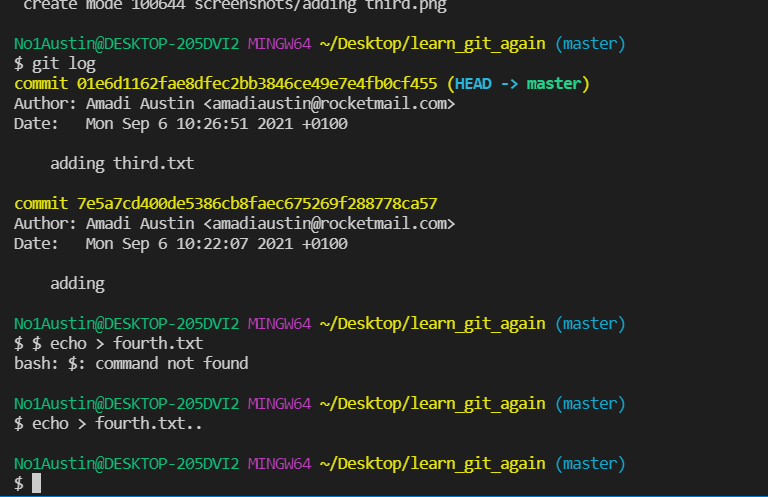 create mode 100644 screenshots/adding third.png
No1Austin@DESKTOP-205DVI2 MINGW64 ~/Desktop/learn_git_again (master)
$ git log
commit 01e6d1162fae8dfec2bb3846ce49e7e4fb0cf455 (HEAD -> master)
Author: Amadi Austin <amadiaustin@rocketmail.com>
Date:   Mon Sep 6 10:26:51 2021 +0100
    adding third.txt
commit 7e5a7cd400de5386cb8faec675269f288778ca57
Author: Amadi Austin <amadiaustin@rocketmail.com>
Date:   Mon Sep 6 10:22:07 2021 +0100
    adding
No1Austin@DESKTOP-205DVI2 MINGW64 ~/Desktop/learn_git_again (master)
$ $ echo > fourth.txt
bash: $: command not found
No1Austin@DESKTOP-205DVI2 MINGW64 ~/Desktop/learn_git_again (master)
$ echo > fourth.txt..
No1Austin@DESKTOP-205DVI2 MINGW64 ~/Desktop/learn_git_again (master)
$